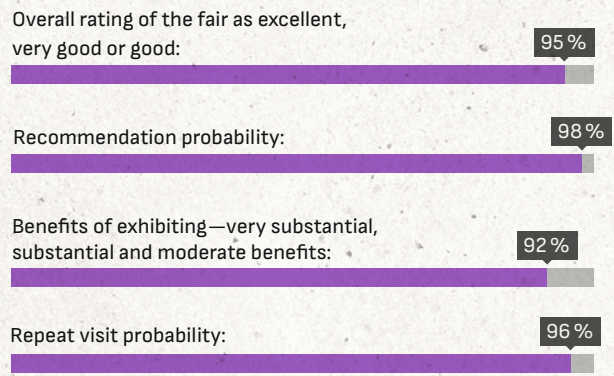 Overall rating of the fair as excellent,
very good or good:
95 %
Recommendation probability:
98 %
Benefits of exhibiting—very substantial,
substantial and moderate benefits:
92 %
Repeat visit probability:
96 %